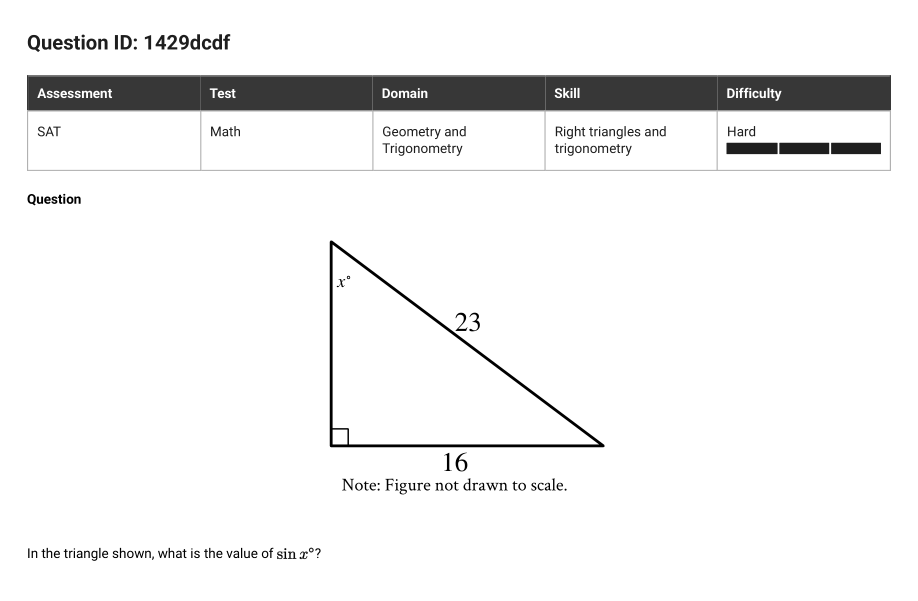 Question ID: 1429dcdf
Assessment Test Domain Skill Difficulty
SAT Math Geometry and Trigonometry Right triangles and trigonometry Hard
Question
x°
23
16
Note: Figure not drawn to scale.
In the triangle shown, what is the value of sin x°?